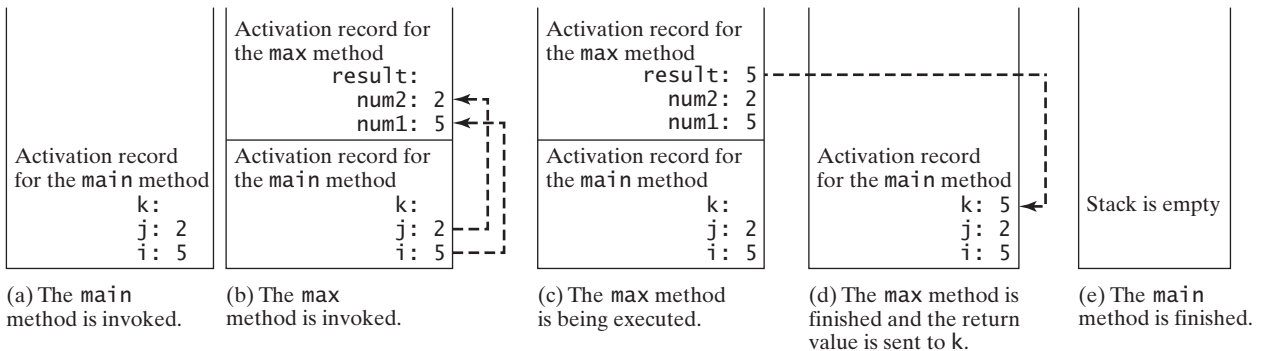 Activation record
for the main method
k:
j: 2
i: 5
(a) The main
method is invoked.
Activation record for
the max method
result:
num2: 2
num1: 5
Activation record for
the main method
k:
j: 2
i: 5
(b) The max
method is invoked.
Activation record for
the max method
result: 5
num2: 2
num1: 5
Activation record for
the main method
k:
j: 2
i: 5
(c) The max method
is being executed.
Activation record
for the main method
k: 5
j: 2
i: 5
(d) The max method is
finished and the return
value is sent to k.
Stack is empty
(e) The main
method is finished.